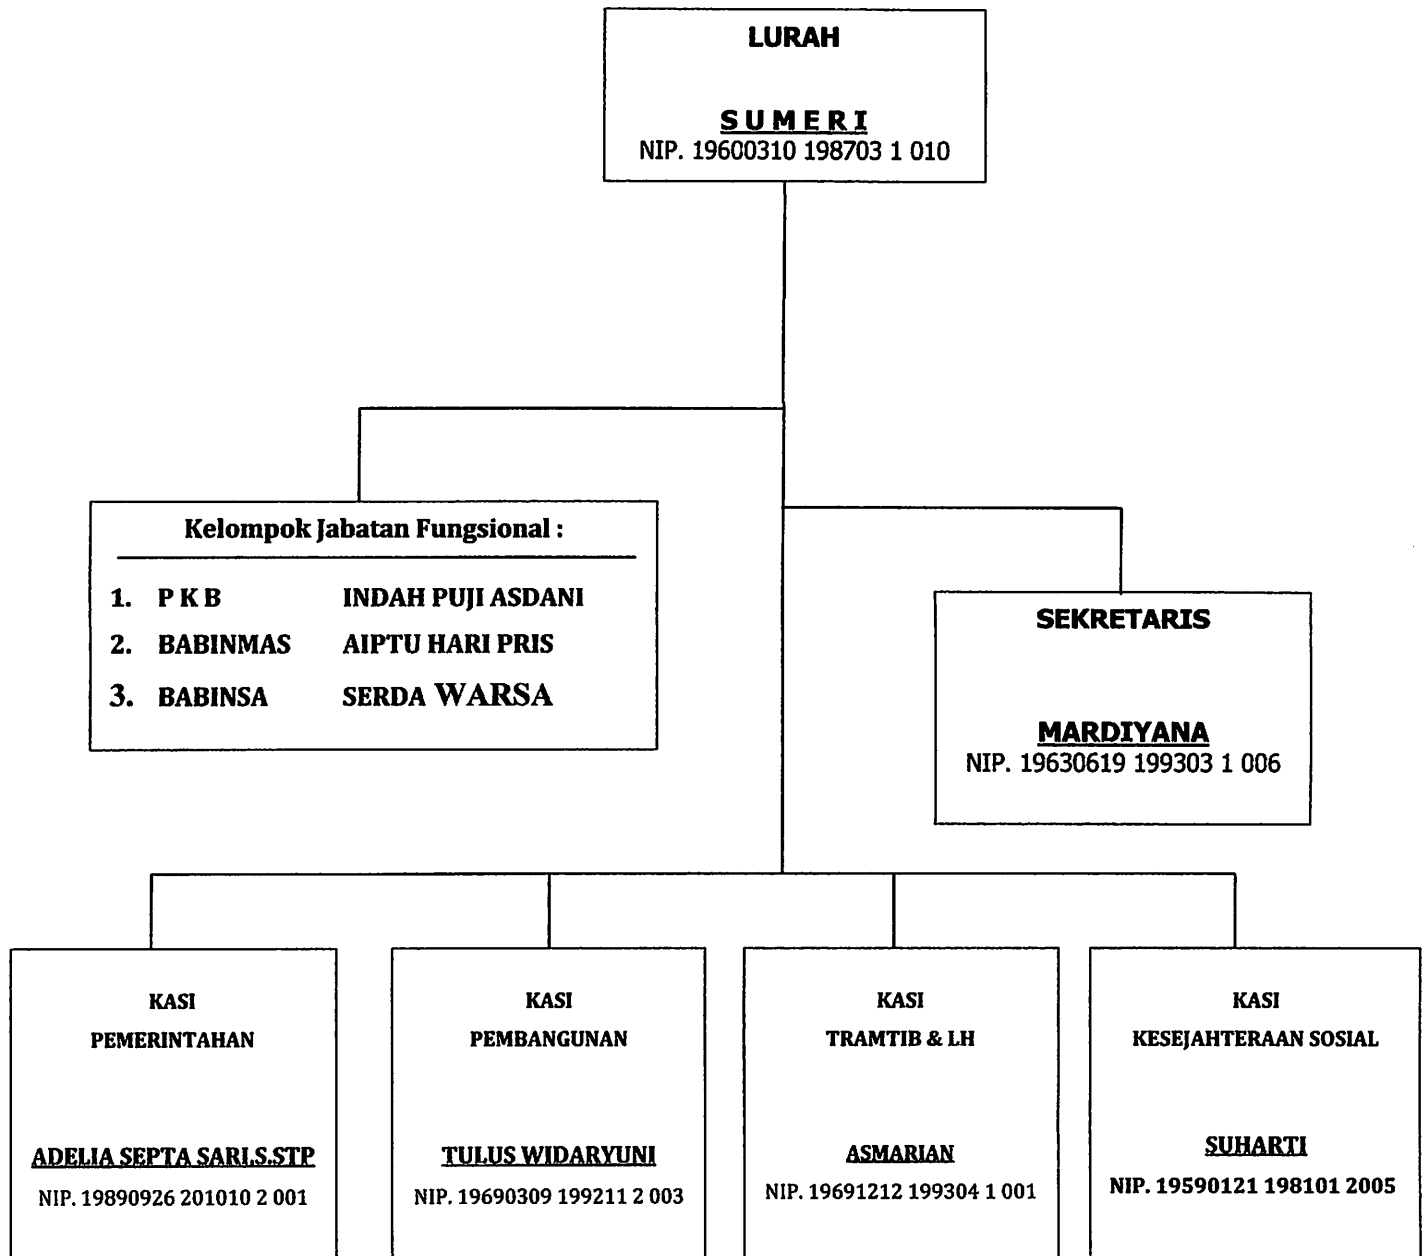 LURAH
S U M E R I
NIP. 19600310 198703 1 010
Kelompok Jabatan Fungsional :
1. P K B INDAH PUJI ASDANI
2. BABINMAS AIPTU HARI PRIS
3. BABINSA SERDA WARSA
SEKRETARIS
MARDIYANA
NIP. 19630619 199303 1 006
KASI
PEMERINTAHAN
ADELIA SEPTA SARI.S.STP
NIP. 19890926 201010 2 001
KASI
PEMBANGUNAN
TULUS WIDARYUNI
NIP. 19690309 199211 2 003
KASI
TRAMTIB & LH
ASMARIAN
NIP. 19691212 199304 1 001
KASI
KESEJAHTERAAN SOSIAL
SUHARTI
NIP. 19590121 198101 2005